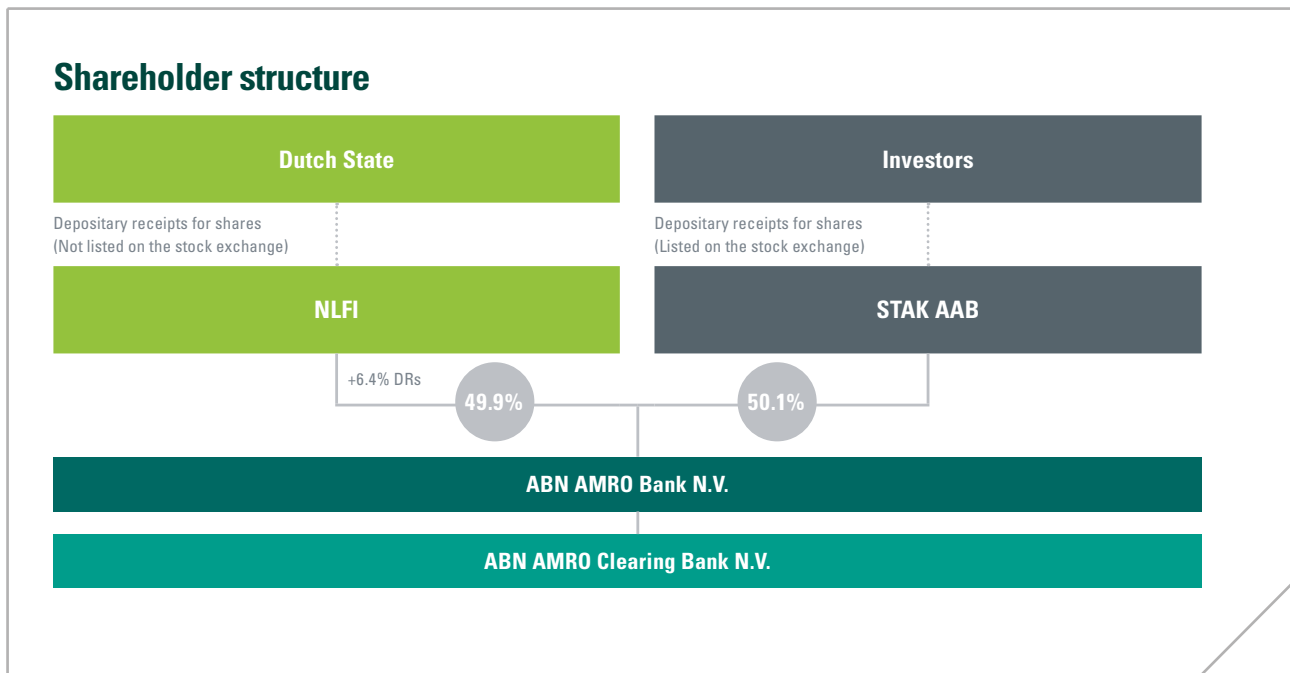 Shareholder structure
Dutch State
Investors
Depositary receipts for shares
(Not listed on the stock exchange)
Depositary receipts for shares
(Listed on the stock exchange)
NLFI
STAK AAB
+6.4% DRs
49.9%
50.1%
ABN AMRO Bank N.V.
ABN AMRO Clearing Bank N.V.